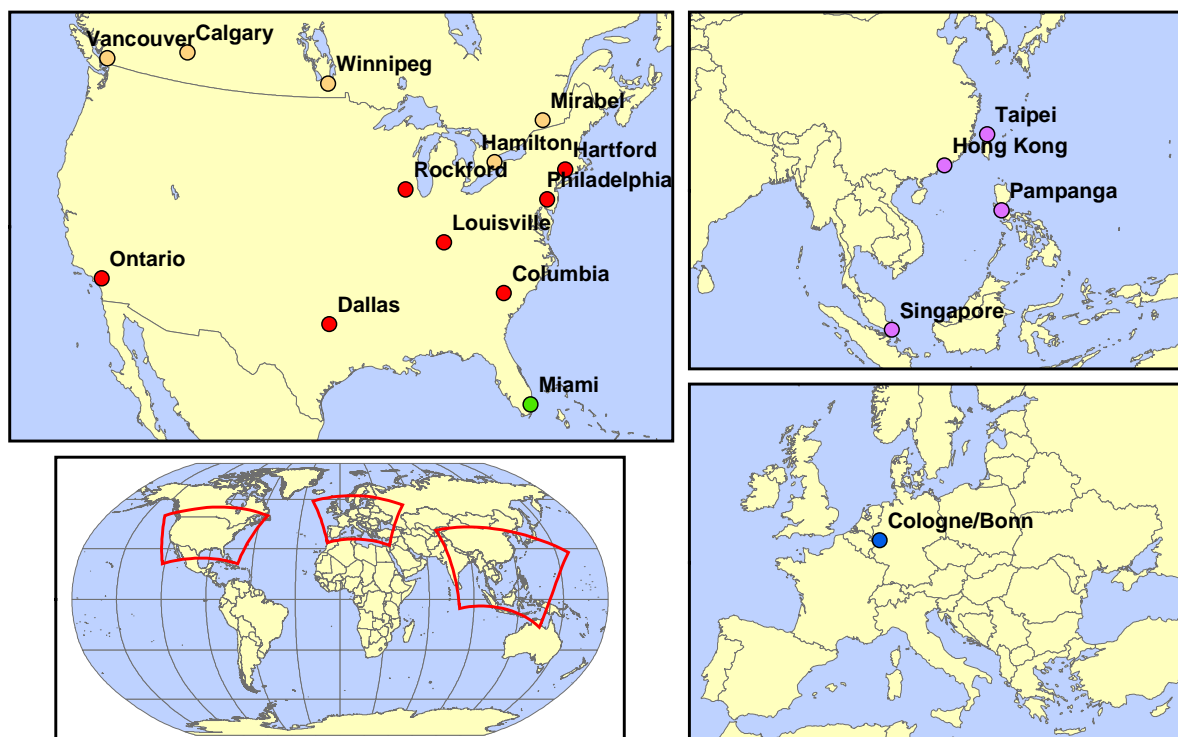 Vancouver
Calgary
Winnipeg
Mirabel
Hamilton
Hartford
Rockford
Philadelphia
Louisville
Ontario
Columbia
Dallas
Miami
Taipei
Hong Kong
Pampanga
Singapore
Cologne/Bonn